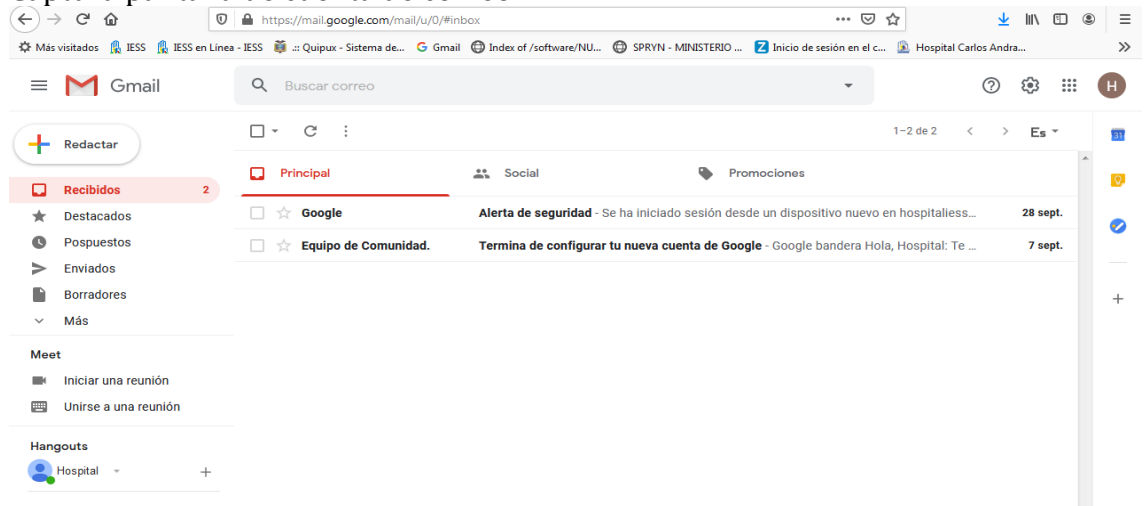 https://mail.google.com/mail/u/0/#inbox
Más visitados IESS IESS en Línea - IESS .:: Quipux - Sistema de... Gmail Index of /software/NU... SPRYN - MINISTERIO ... Inicio de sesión en el c... Hospital Carlos Andra...
Gmail Buscar correo H
Redactar 1–2 de 2 Es 31
Principal Social Promociones
Recibidos 2
Google Alerta de seguridad - Se ha iniciado sesión desde un dispositivo nuevo en hospitaliess... 28 sept.
Destacados
Pospuestos Equipo de Comunidad. Termina de configurar tu nueva cuenta de Google - Google bandera Hola, Hospital: Te ... 7 sept.
Enviados
Borradores
Más
Meet
Iniciar una reunión
Unirse a una reunión
Hangouts
Hospital